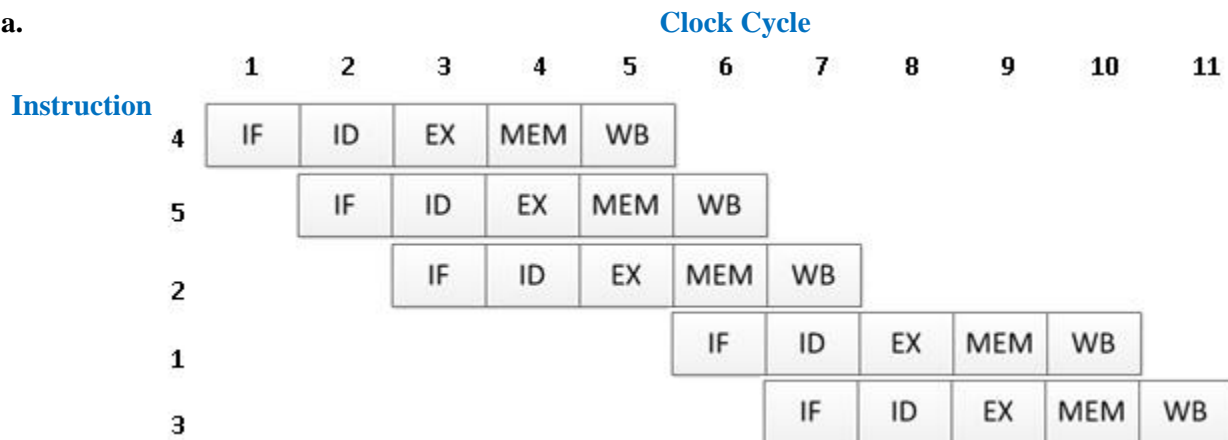 a. Clock Cycle
1 2 3 4 5 6 7 8 9 10 11
Instruction
4 IF ID EX MEM WB
5 IF ID EX MEM WB
2 IF ID EX MEM WB
1 IF ID EX MEM WB
3 IF ID EX MEM WB